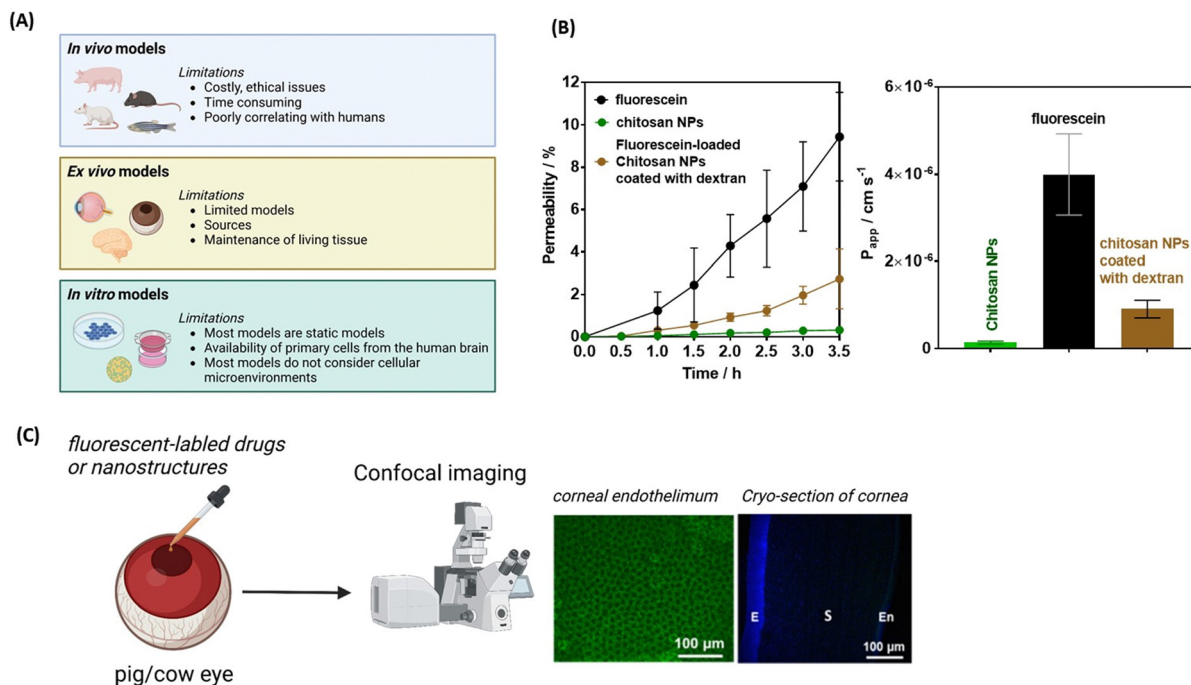 (A)
In vivo models
Limitations
• Costly, ethical issues
• Time consuming
• Poorly correlating with humans
Ex vivo models
Limitations
• Limited models
• Sources
• Maintenance of living tissue
In vitro models
Limitations
• Most models are static models
• Availability of primary cells from the human brain
• Most models do not consider cellular
microenvironments
(B)
Permeability / %
12
10
8
6
4
2
0
fluorescein
chitosan NPs
Fluorescein-loaded
Chitosan NPs
coated with dextran
0.0 0.5 1.0 1.5 2.0 2.5 3.0 3.5
Time / h
Papp / cm s-1
6×10-6
4×10-6
2×10-6
0
Chitosan NPs
fluorescein
chitosan NPs
coated
with dextran
(C)
fluorescent-labled drugs
or nanostructures
pig/cow eye
Confocal imaging
corneal endothelimum
100 µm
Cryo-section of cornea
E
S
En
100 µm